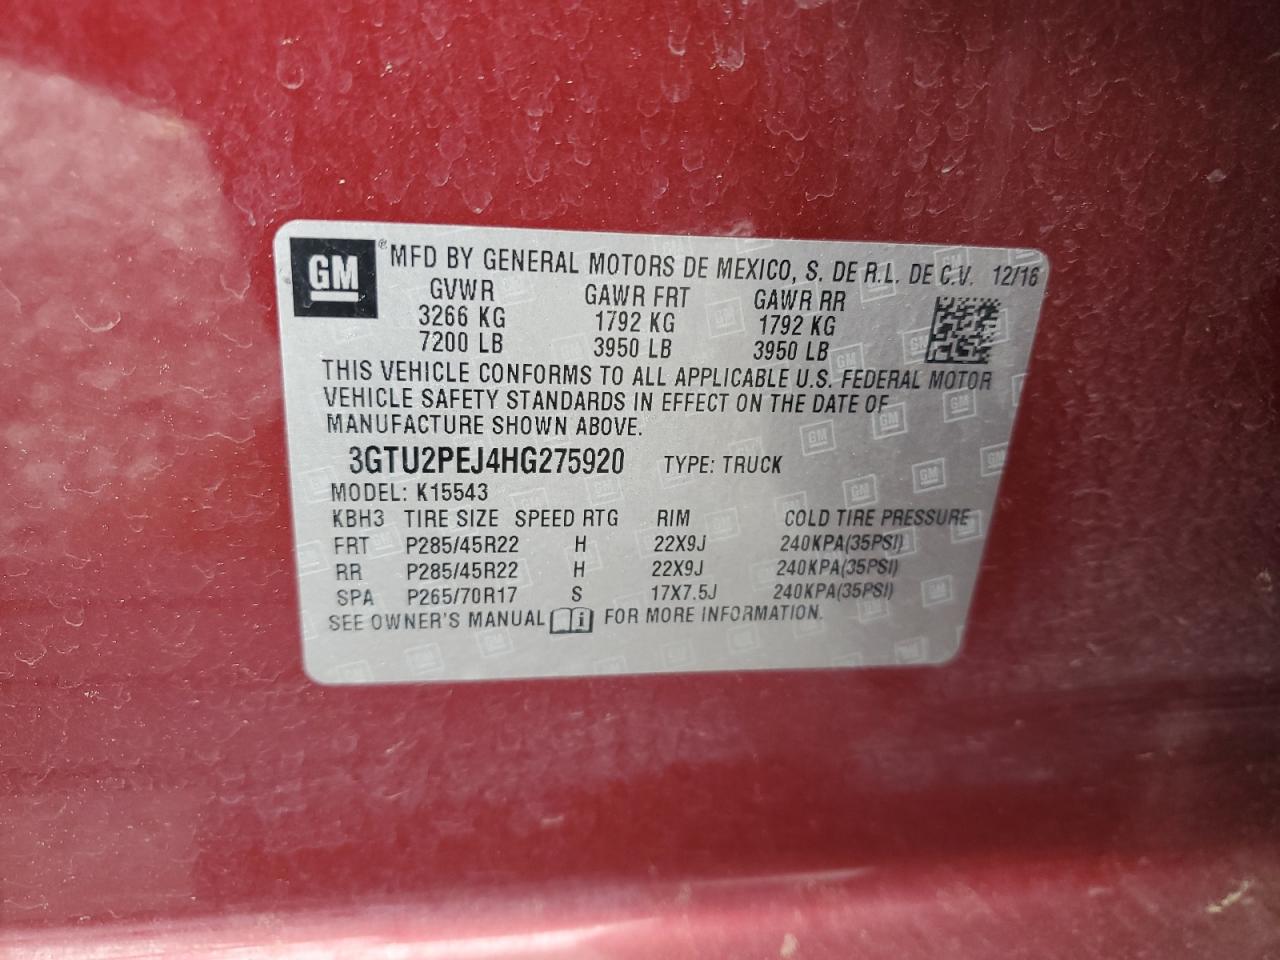 GM ® MFD BY GENERAL MOTORS DE MEXICO, S. DE R.L. DE C.V. 12/16
GVWR GAWR FRT GAWR RR
3266 KG 1792 KG 1792 KG
7200 LB 3950 LB 3950 LB
THIS VEHICLE CONFORMS TO ALL APPLICABLE U.S. FEDERAL MOTOR
VEHICLE SAFETY STANDARDS IN EFFECT ON THE DATE OF
MANUFACTURE SHOWN ABOVE.
3GTU2PEJ4HG275920 TYPE: TRUCK
MODEL: K15543
KBH3 TIRE SIZE SPEED RTG RIM COLD TIRE PRESSURE
FRT P285/45R22 H 22X9J 240KPA(35PSI)
RR P285/45R22 H 22X9J 240KPA(35PSI)
SPA P265/70R17 S 17X7.5J 240KPA(35PSI)
SEE OWNER'S MANUAL i FOR MORE INFORMATION.